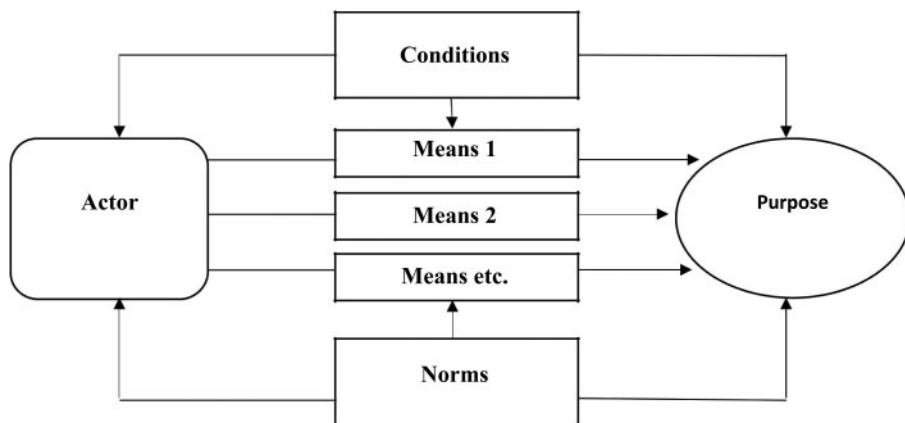 Conditions
Means 1
Actor
Means 2
Purpose
Means etc.
Norms